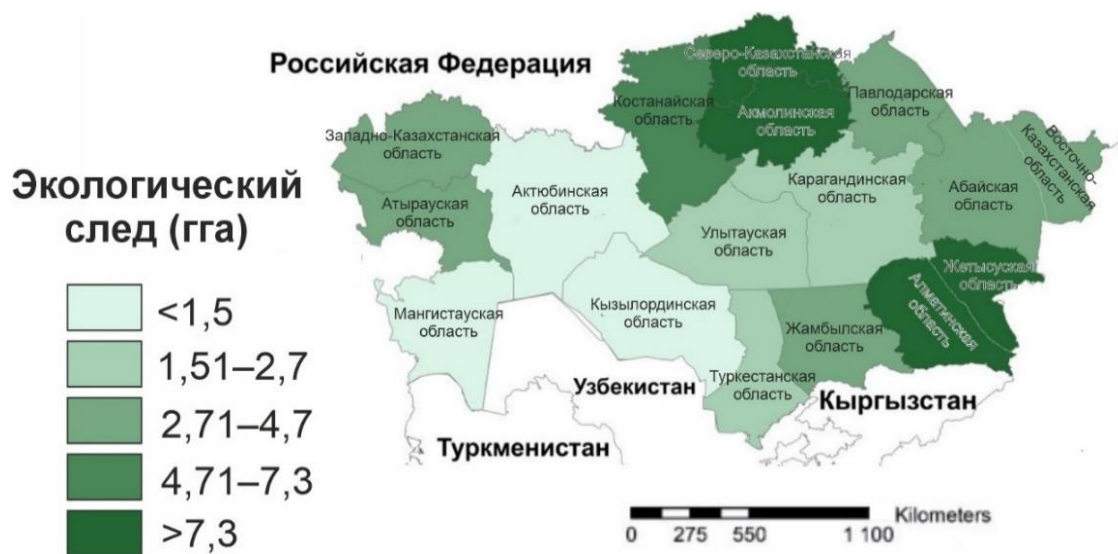 Российская Федерация
Северо-Казахстанская
область
Костанайская
область
Акмолинская
область
Павлодарская
область
Западно-Казахстанская
область
Атырауская
область
Актюбинская
область
Карагандинская
область
Восточно-
Казахстанская
область
Абайская
область
Улытауская
область
Жетысуская
область
Алматинская
область
Мангистауская
область
Кызылординская
область
Жамбылская
область
Туркестанская
область
Узбекистан
Кыргызстан
Туркменистан
Экологический
след (гга)
<1,5
1,51–2,7
2,71–4,7
4,71–7,3
>7,3
Kilometers
0 275 550 1 100